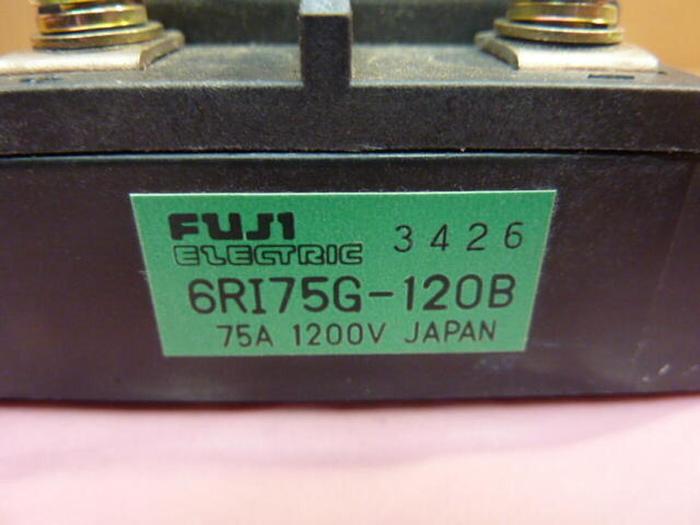 FUJI 3426
ELECTRIC
6RI75G-120B
75A 1200V JAPAN